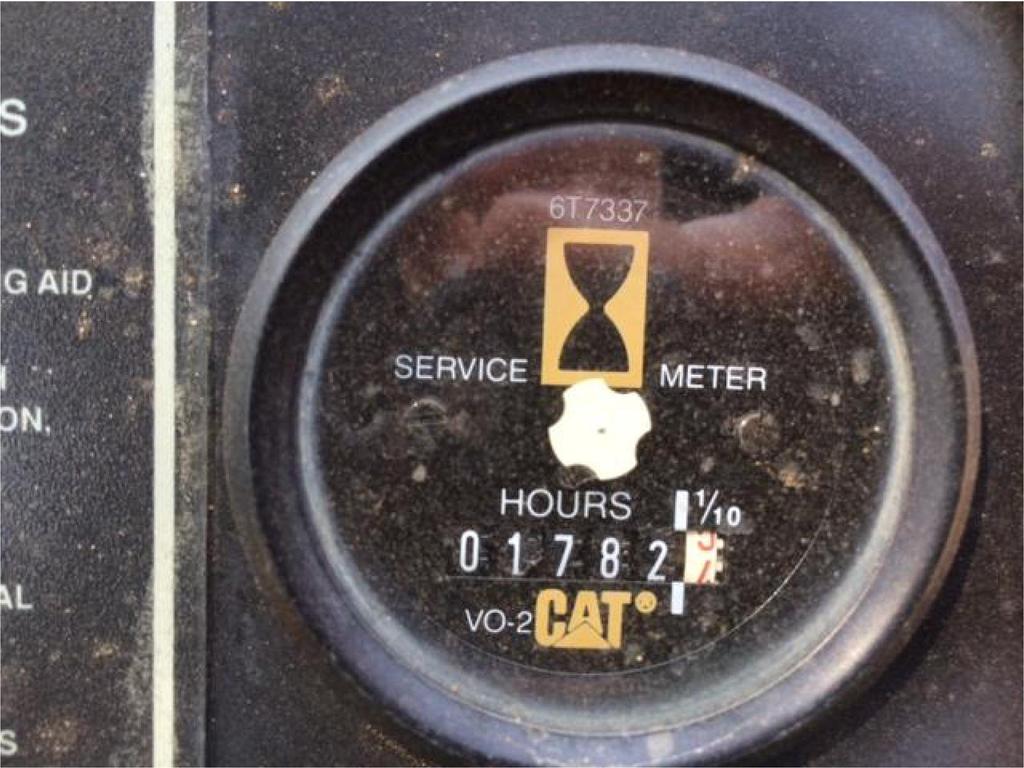 S
G AID
ON.
AL
S
6T7337
SERVICE METER
HOURS 1/10
01782
VO-2 CAT®